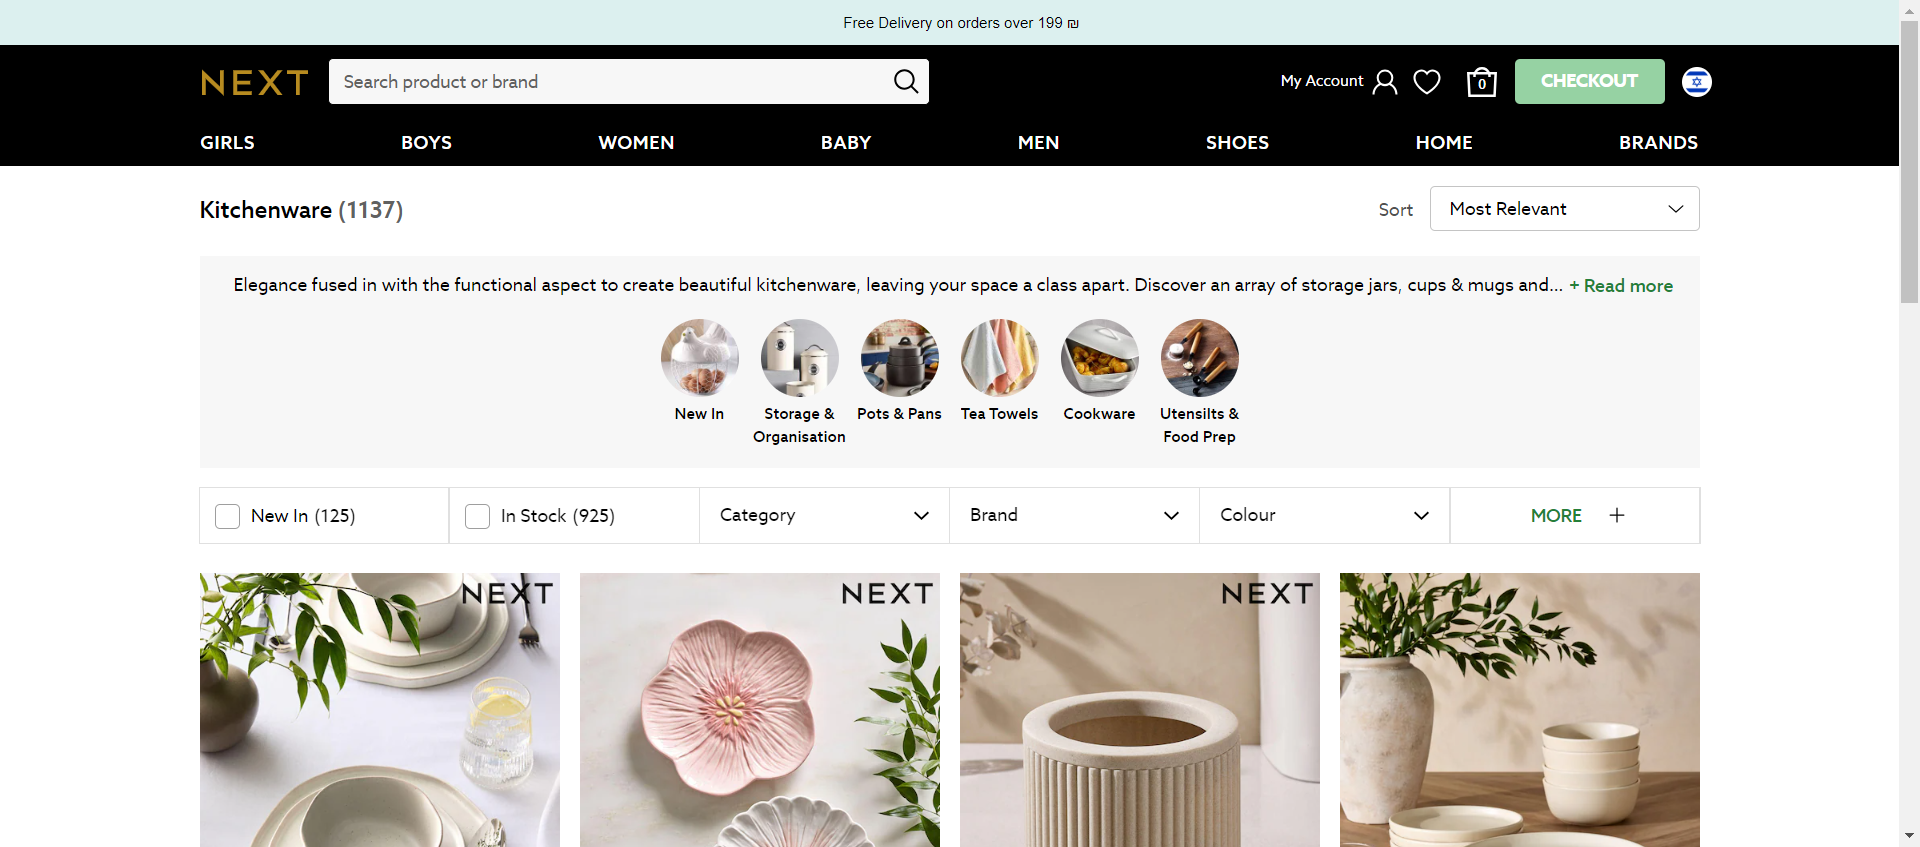 Free Delivery on orders over 199 ₪
NEXT
Search product or brand
My Account
0
CHECKOUT
GIRLS
BOYS
WOMEN
BABY
MEN
SHOES
HOME
BRANDS
Kitchenware (1137)
Sort
Most Relevant
Elegance fused in with the functional aspect to create beautiful kitchenware, leaving your space a class apart. Discover an array of storage jars, cups & mugs and... + Read more
New In
Storage &
Organisation
Pots & Pans
Tea Towels
Cookware
Utensilts &
Food Prep
New In (125)
In Stock (925)
Category
Brand
Colour
MORE +
NEXT
NEXT
NEXT